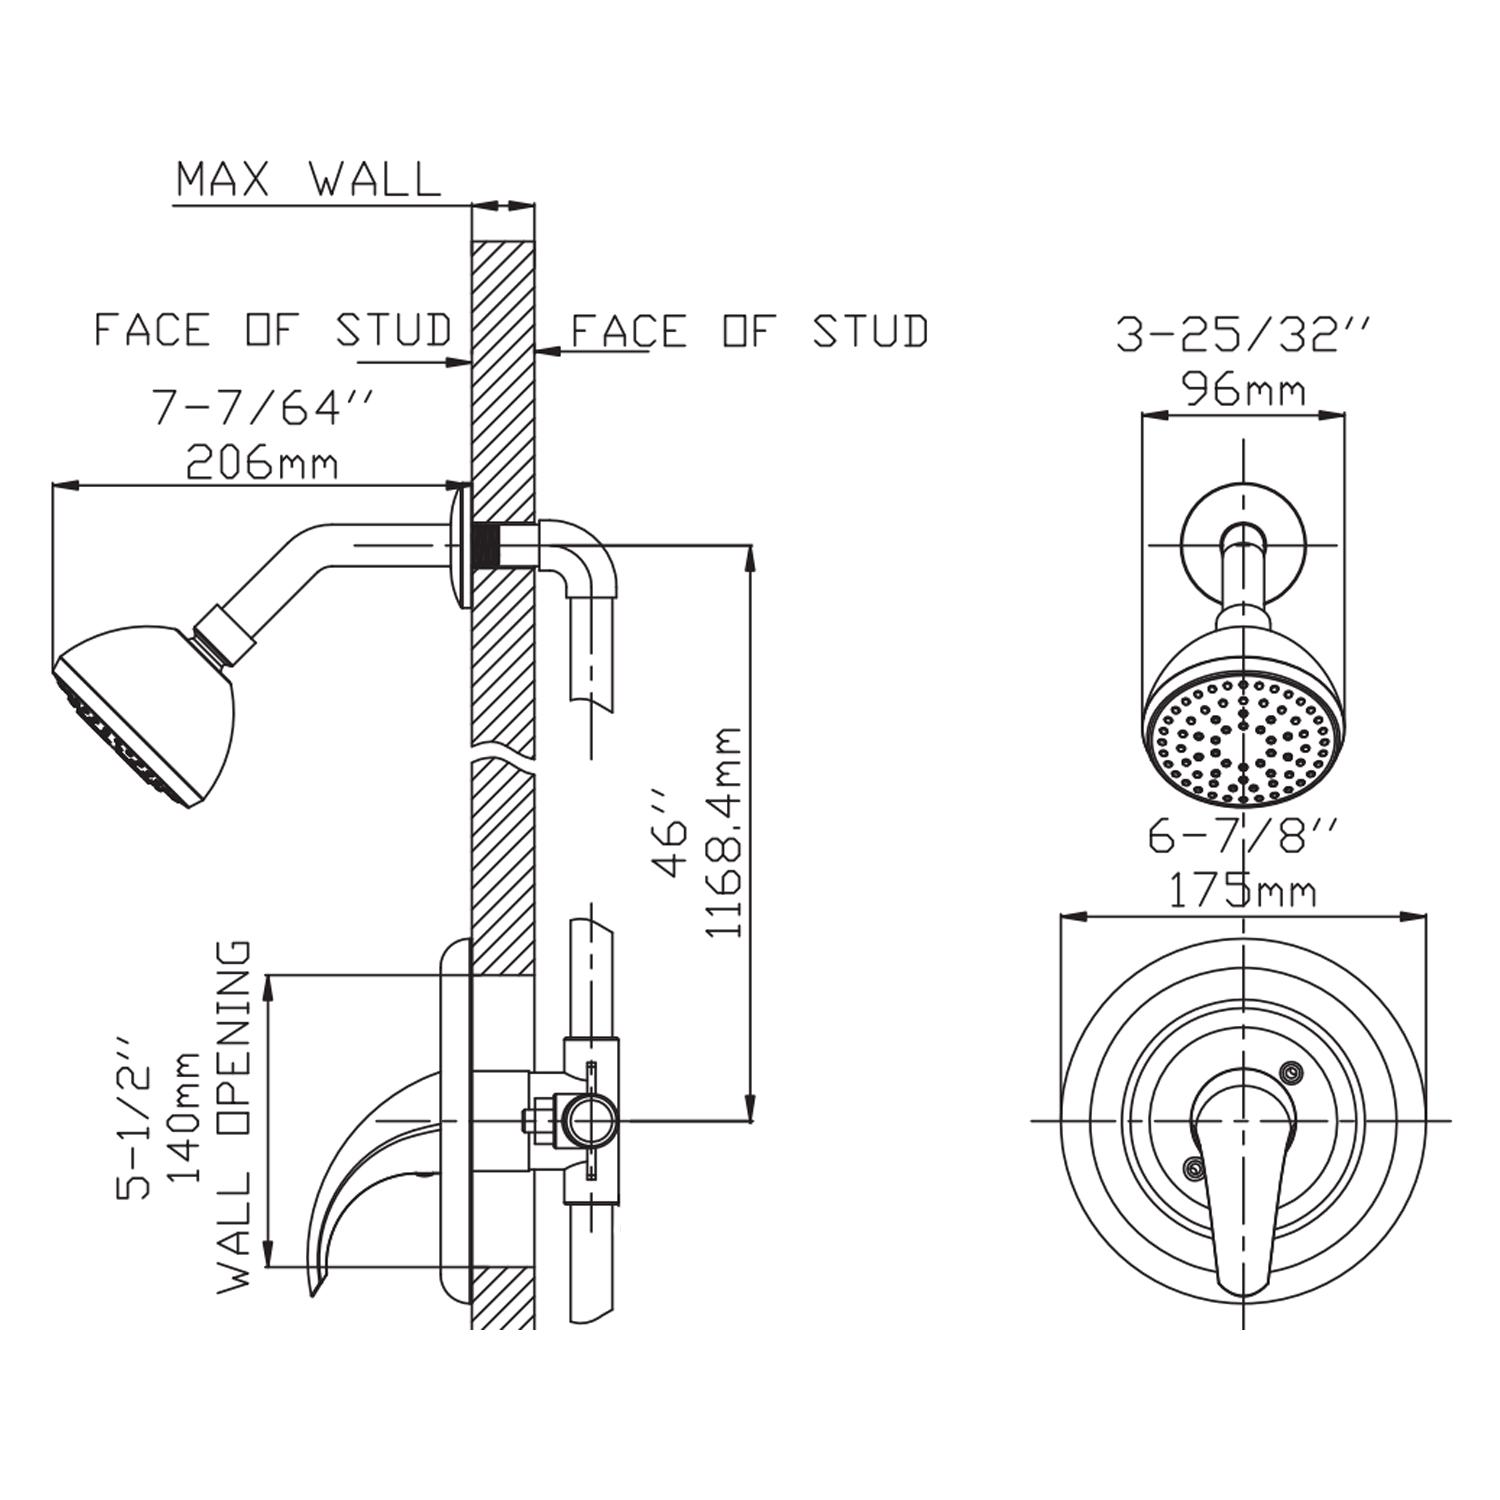 MAX WALL
FACE OF STUD
FACE OF STUD
7-7/64″
206mm
3-25/32″
96mm
46″
1168.4mm
6-7/8″
175mm
5-1/2″
140mm
WALL OPENING